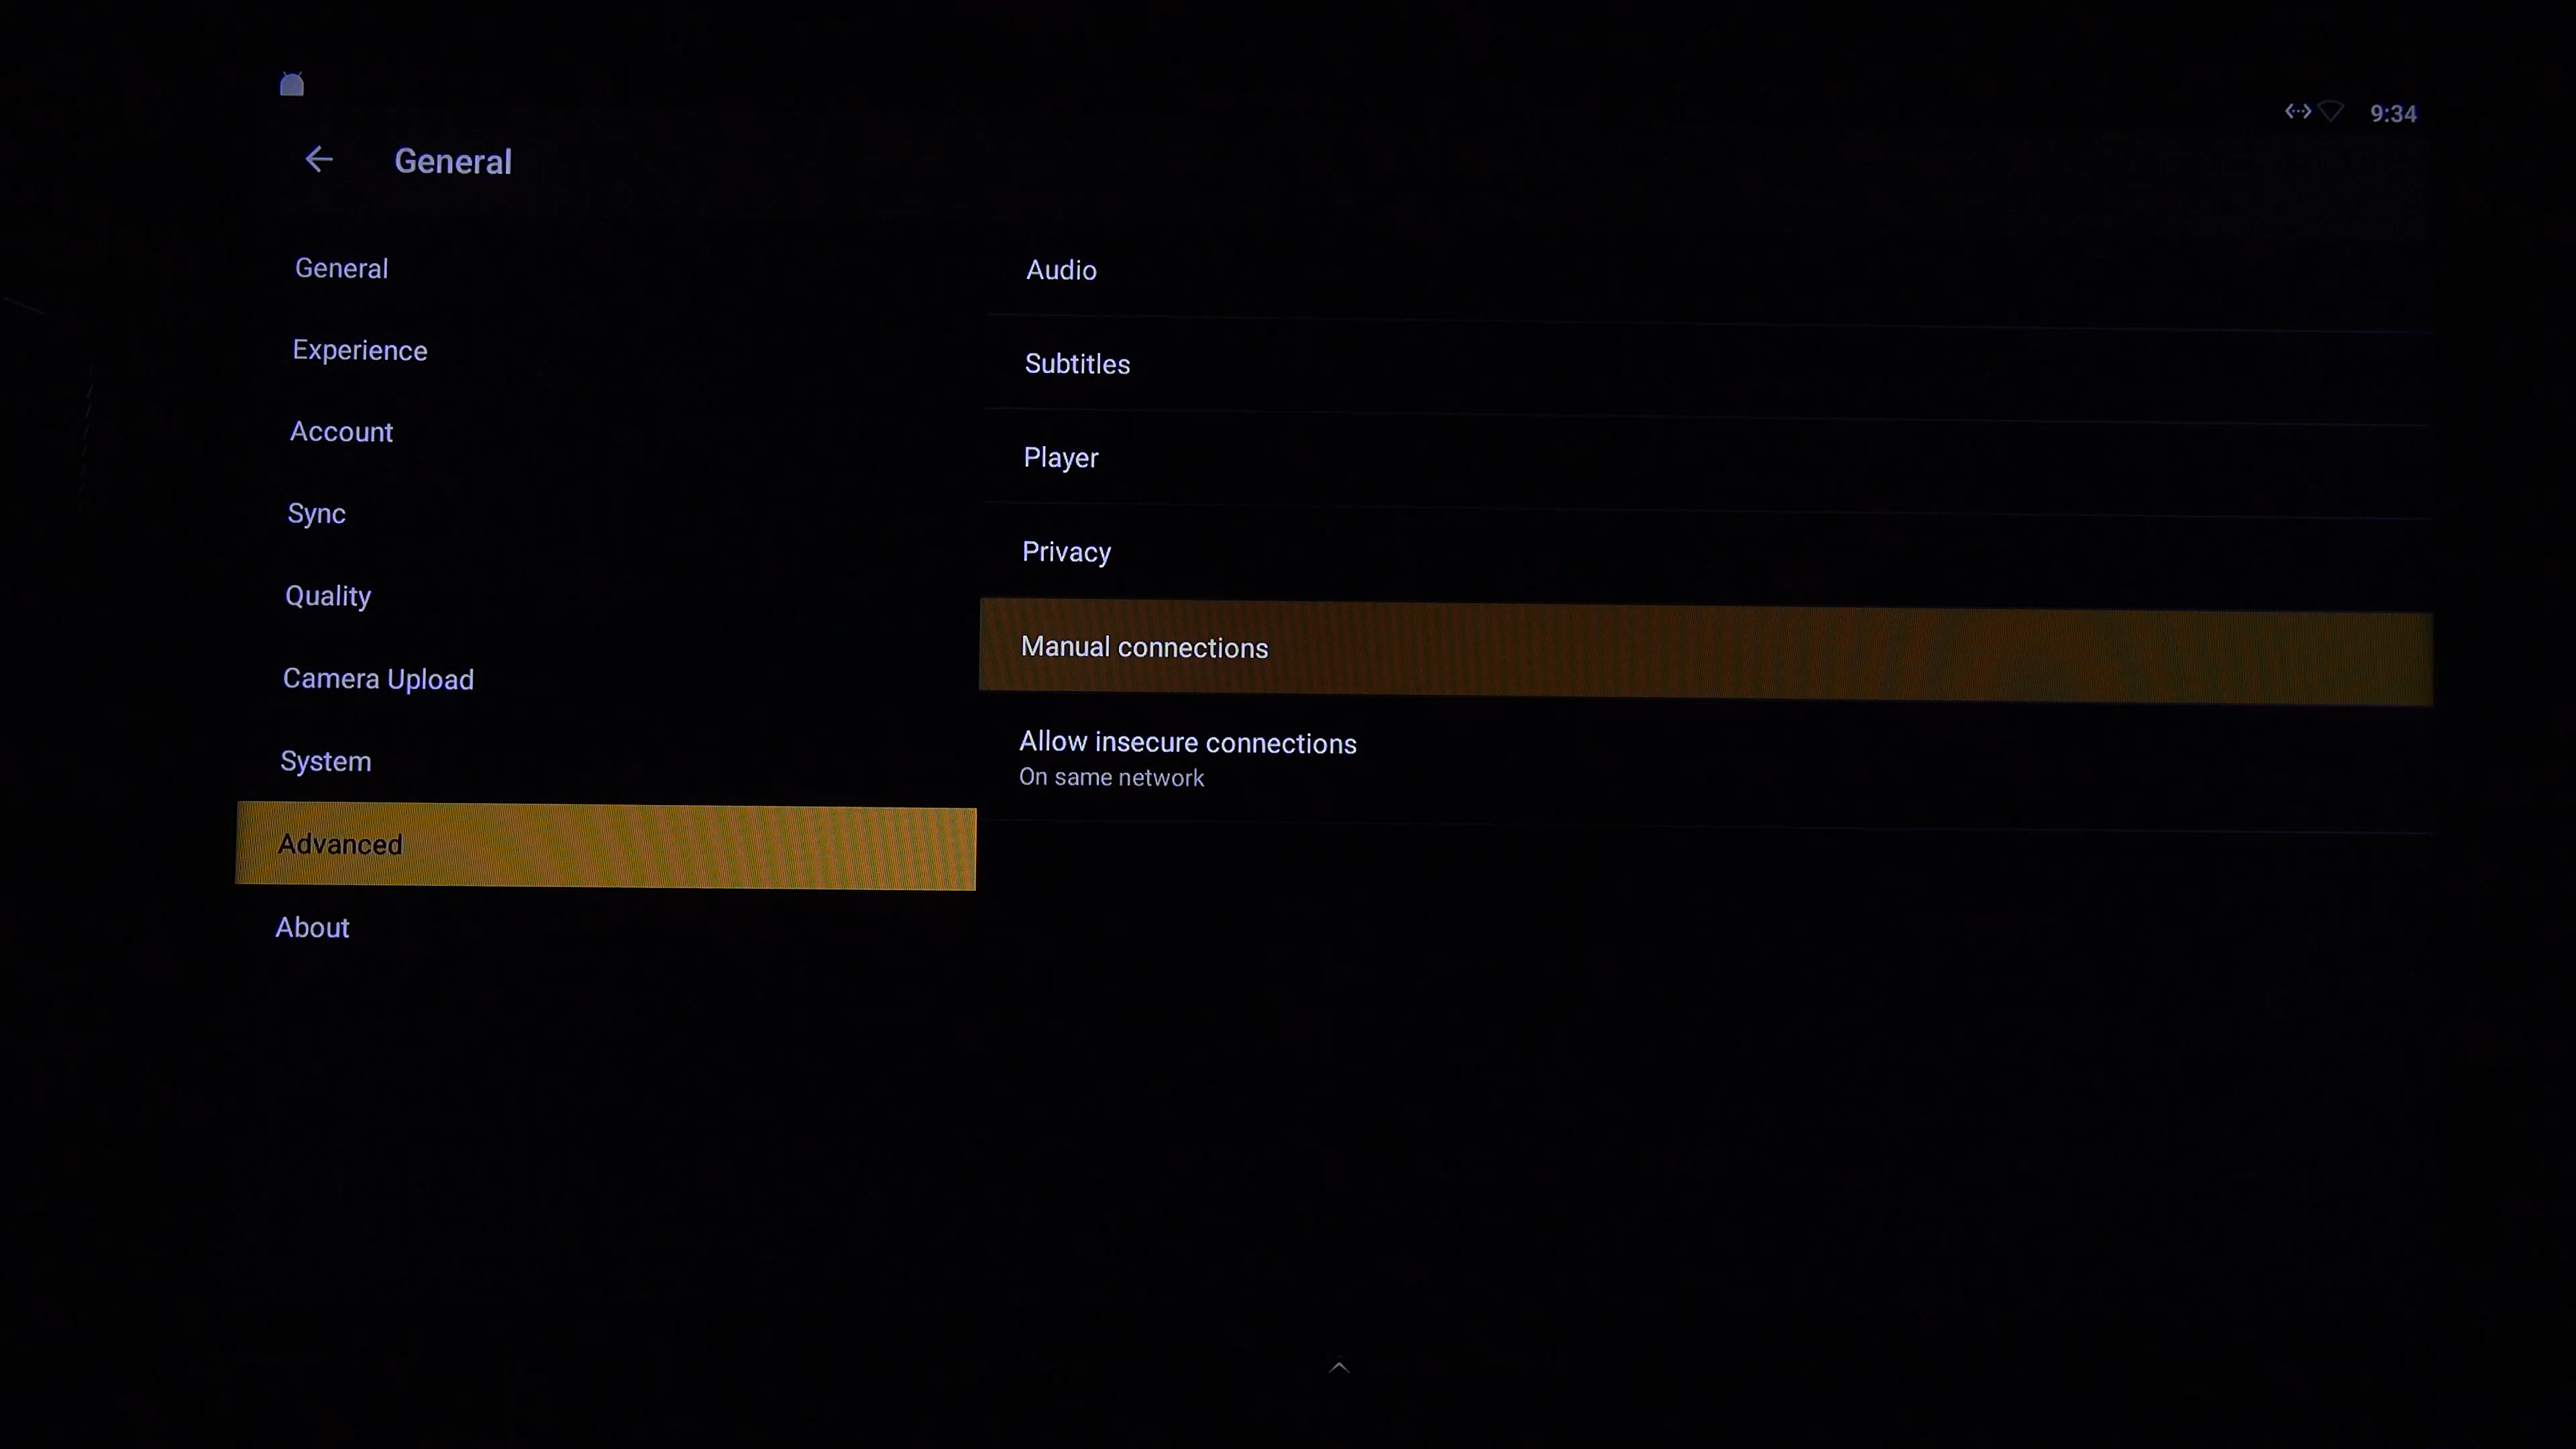 9:34
General
General
Experience
Account
Sync
Quality
Camera Upload
System
Advanced
About
Audio
Subtitles
Player
Privacy
Manual connections
Allow insecure connections
On same network